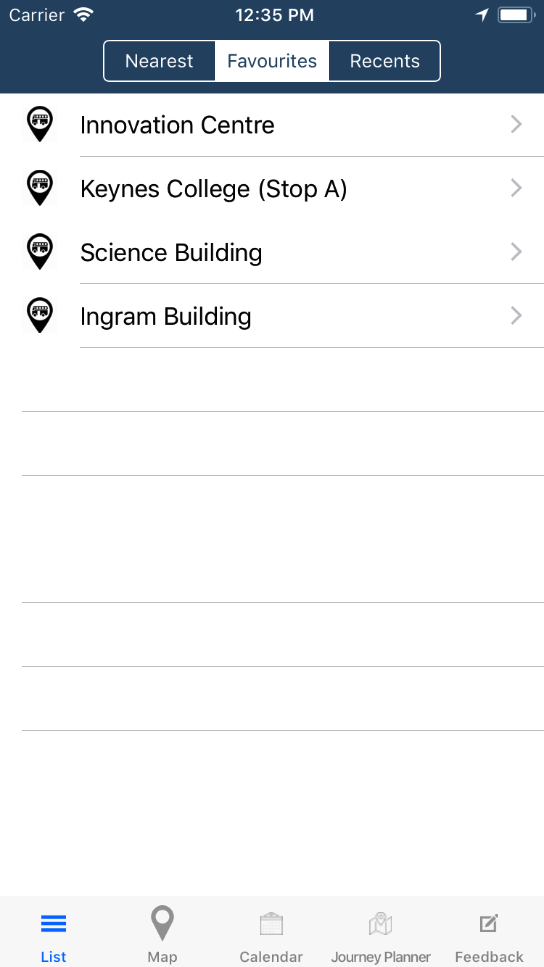 Carrier 12:35 PM
Nearest Favourites Recents
Innovation Centre
Keynes College (Stop A)
Science Building
Ingram Building
List Map Calendar Journey Planner Feedback